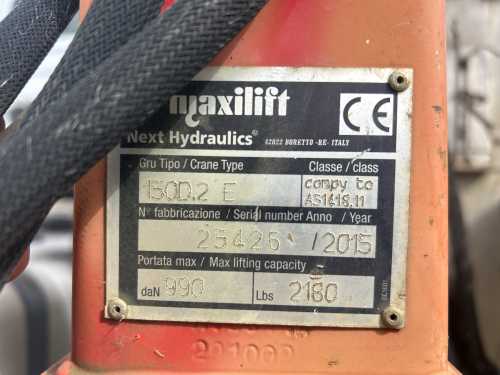 maxilift
Next Hydraulics® 42022 BORETTO -RE- ITALY
CE
Gru Tipo / Crane Type Classe / class
150D.2 E compy to
AS1418.11
N° fabbricazione / Serial number Anno / Year
25426 / 2015
Portata max / Max lifting capacity
daN 990 Lbs 2180